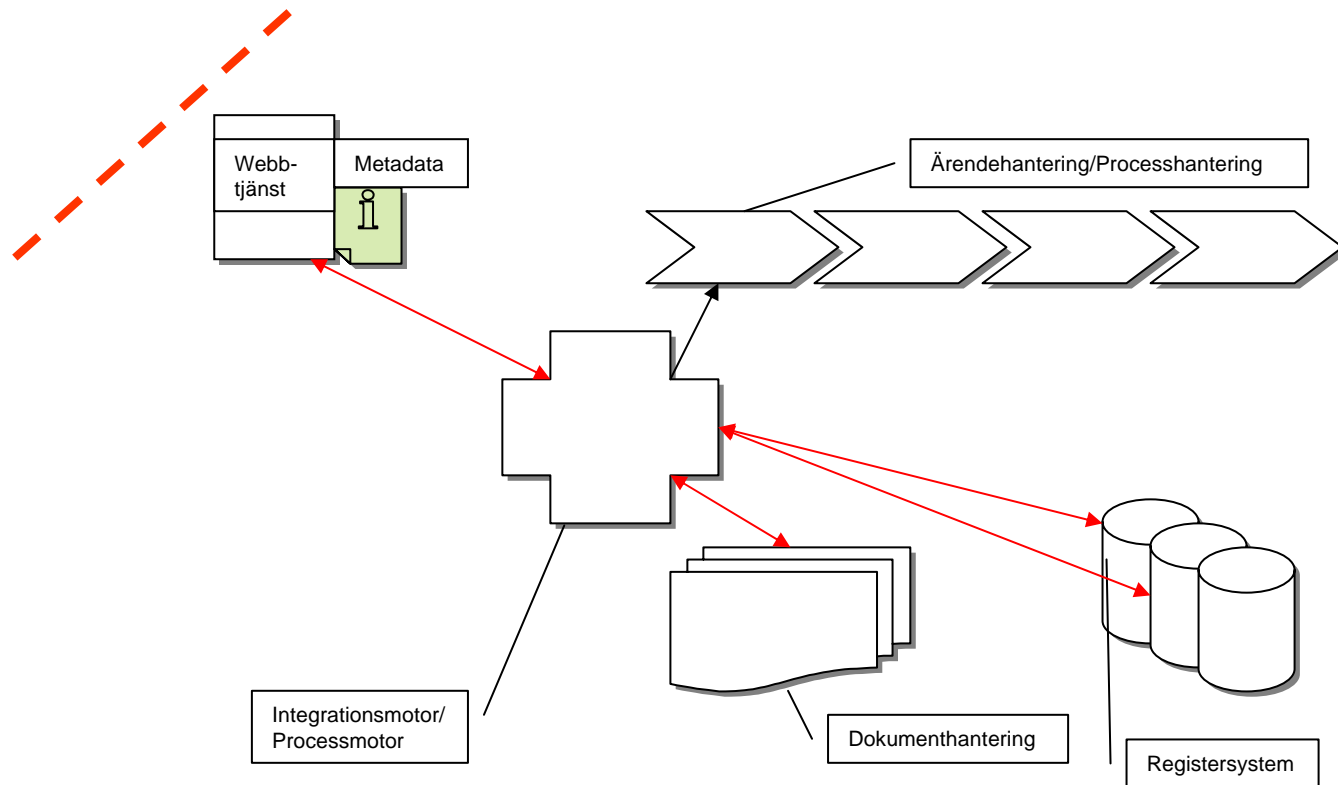 Webb-
tjänst
Metadata
i
Ärendehantering/Processhantering
Integrationsmotor/
Processmotor
Dokumenthantering
Registersystem